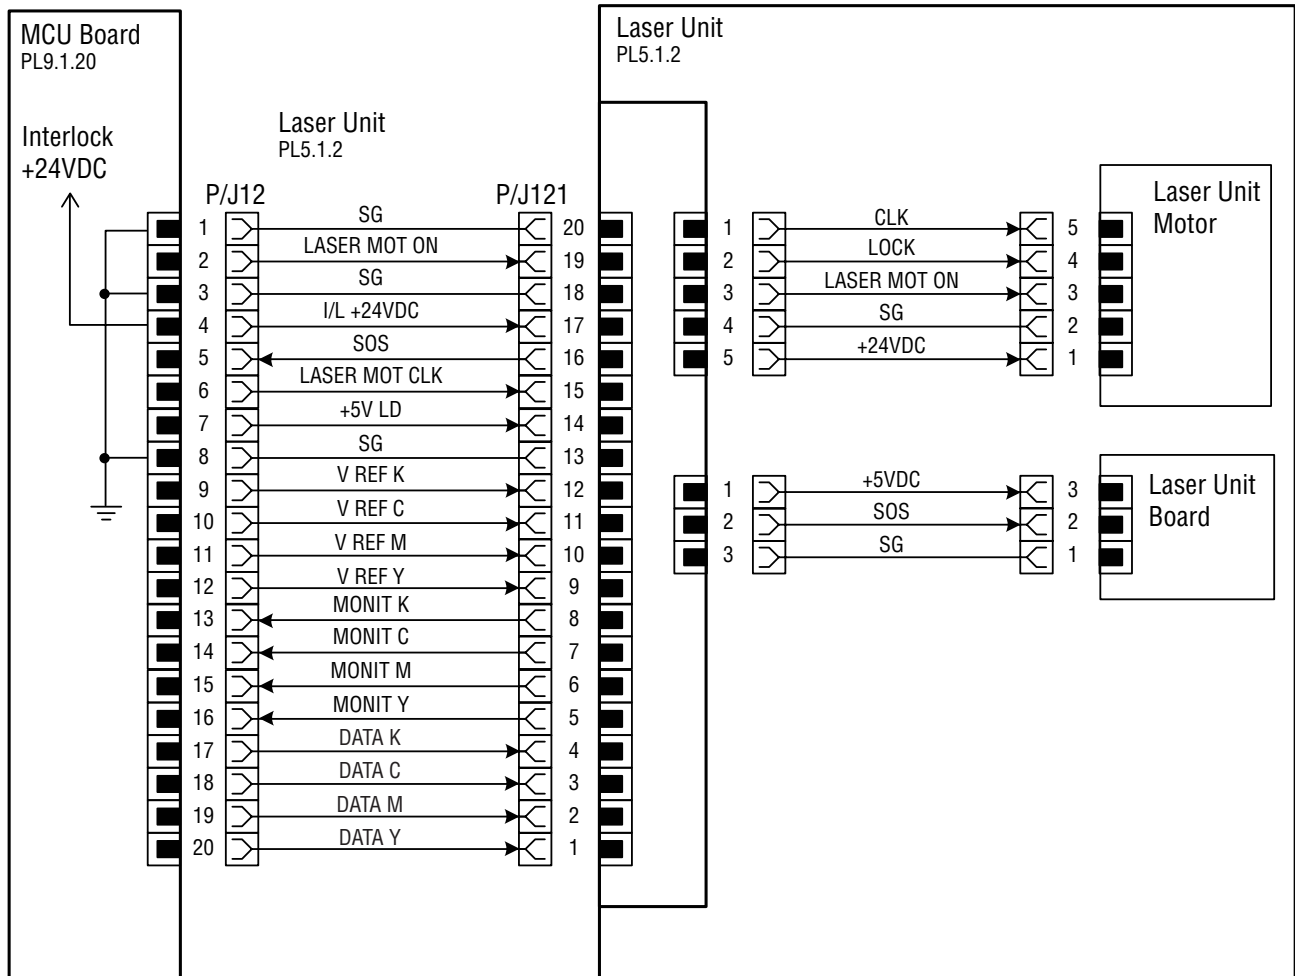 MCU Board
PL9.1.20
Laser Unit
PL5.1.2
Interlock
+24VDC
Laser Unit
PL5.1.2
P/J12
P/J121
1 SG 20
2 LASER MOT ON 19
3 SG 18
4 I/L +24VDC 17
5 SOS 16
6 LASER MOT CLK 15
7 +5V LD 14
8 SG 13
9 V REF K 12
10 V REF C 11
11 V REF M 10
12 V REF Y 9
13 MONIT K 8
14 MONIT C 7
15 MONIT M 6
16 MONIT Y 5
17 DATA K 4
18 DATA C 3
19 DATA M 2
20 DATA Y 1
1 CLK 5
2 LOCK 4
3 LASER MOT ON 3
4 SG 2
5 +24VDC 1
Laser Unit
Motor
1 +5VDC 3
2 SOS 2
3 SG 1
Laser Unit
Board